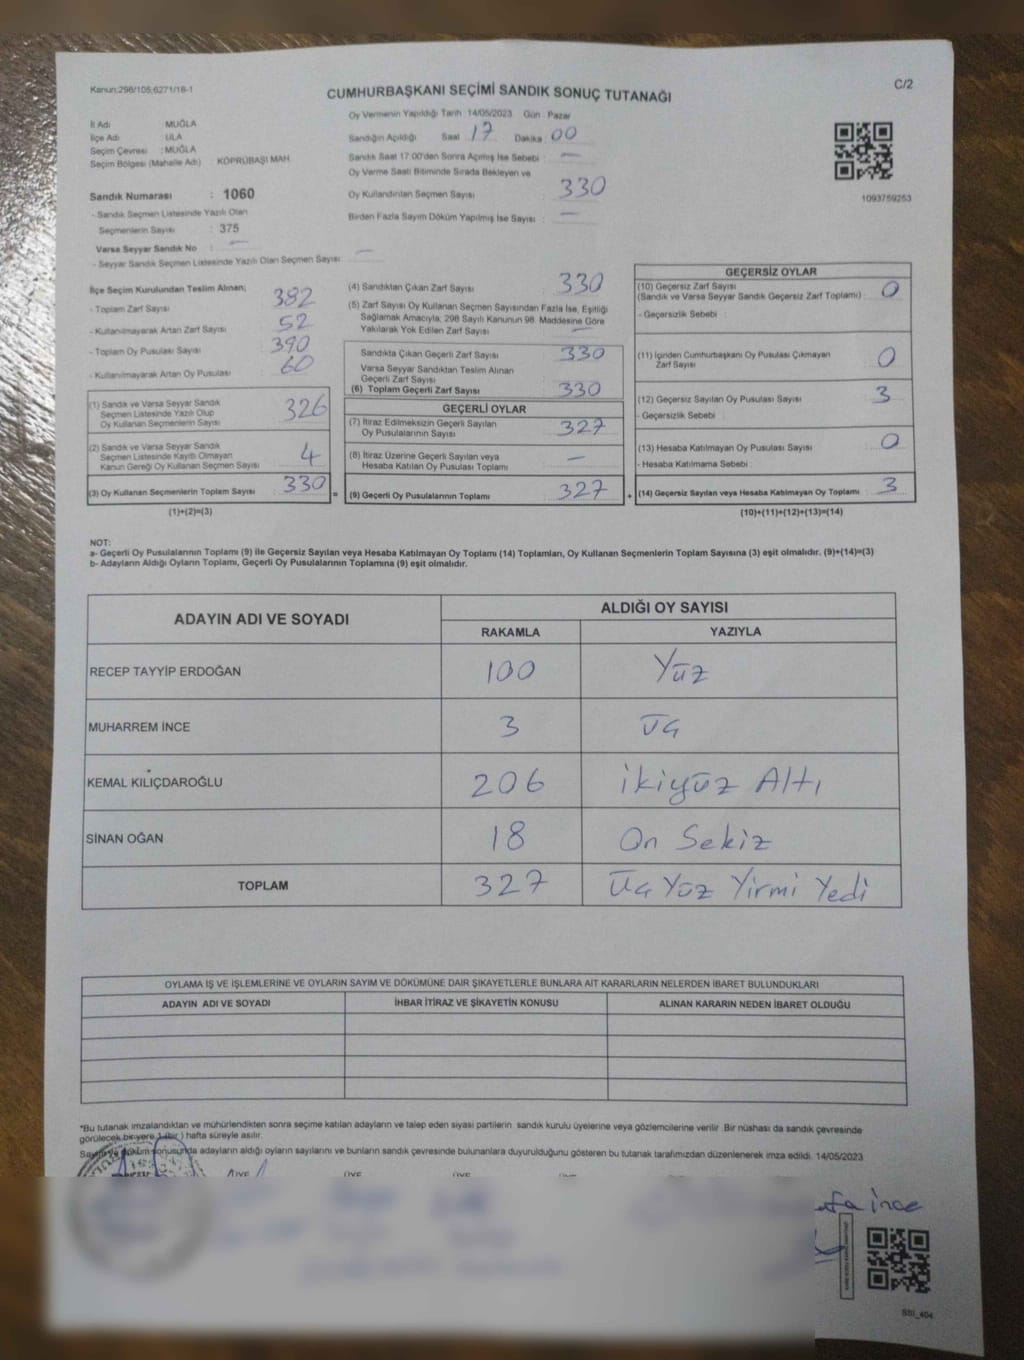 Kanun:298/105,6271/18-1
CUMHURBAŞKANI SEÇİMİ SANDIK SONUÇ TUTANAĞI
C/2
İl Adı : MUĞLA
İlçe Adı : ULA
Seçim Çevresi : MUĞLA
Seçim Bölgesi (Mahalle Adı) : KÖPRÜBAŞI MAH.
Sandık Numarası : 1060
- Sandık Seçmen Listesinde Yazılı Olan
Seçmenlerin Sayısı : 375
Varsa Seyyar Sandık No : —
- Seyyar Sandık Seçmen Listesinde Yazılı Olan Seçmen Sayısı : —
Oy Vermenin Yapıldığı Tarih 14/05/2023 Gün : Pazar
Sandığın Açıldığı Saat 17 Dakika : 00
Sandık Saat 17:00'den Sonra Açılmış İse Sebebi : —
Oy Verme Saati Bitiminde Sırada Bekleyen ve
Oy Kullandırılan Seçmen Sayısı : 330
Birden Fazla Sayım Döküm Yapılmış İse Sayısı : —
1093759253
İlçe Seçim Kurulundan Teslim Alınan;
- Toplam Zarf Sayısı 382
- Kullanılmayarak Artan Zarf Sayısı 52
- Toplam Oy Pusulası Sayısı 390
- Kullanılmayarak Artan Oy Pusulası 60
(1) Sandık ve Varsa Seyyar Sandık
Seçmen Listesinde Yazılı Olup
Oy Kullanan Seçmenlerin Sayısı 326
(2) Sandık ve Varsa Seyyar Sandık
Seçmen Listesinde Kayıtlı Olmayan
Kanun Gereği Oy Kullanan Seçmen Sayısı 4
(3) Oy Kullanan Seçmenlerin Toplam Sayısı 330
(1)+(2)=(3)
(4) Sandıktan Çıkan Zarf Sayısı : 330
(5) Zarf Sayısı Oy Kullanan Seçmen Sayısından Fazla İse, Eşitliği
Sağlamak Amacıyla, 298 Sayılı Kanunun 98. Maddesine Göre
Yakılarak Yok Edilen Zarf Sayısı : —
Sandıkta Çıkan Geçerli Zarf Sayısı : 330
Varsa Seyyar Sandıktan Teslim Alınan
Geçerli Zarf Sayısı
(6) Toplam Geçerli Zarf Sayısı : 330
GEÇERLİ OYLAR
(7) İtiraz Edilmeksizin Geçerli Sayılan
Oy Pusulalarının Sayısı : 327
(8) İtiraz Üzerine Geçerli Sayılan veya
Hesaba Katılan Oy Pusulası Toplamı : —
= (9) Geçerli Oy Pusulalarının Toplamı : 327
GEÇERSİZ OYLAR
(10) Geçersiz Zarf Sayısı
(Sandık ve Varsa Seyyar Sandık Geçersiz Zarf Toplamı) : 0
- Geçersizlik Sebebi :
(11) İçinden Cumhurbaşkanı Oy Pusulası Çıkmayan
Zarf Sayısı : 0
(12) Geçersiz Sayılan Oy Pusulası Sayısı : 3
- Geçersizlik Sebebi :
(13) Hesaba Katılmayan Oy Pusulası Sayısı : 0
- Hesaba Katılmama Sebebi :
+ (14) Geçersiz Sayılan veya Hesaba Katılmayan Oy Toplamı : 3
(10)+(11)+(12)+(13)=(14)
NOT:
a- Geçerli Oy Pusulalarının Toplamı (9) ile Geçersiz Sayılan veya Hesaba Katılmayan Oy Toplamı (14) Toplamları, Oy Kullanan Seçmenlerin Toplam Sayısına (3) eşit olmalıdır. (9)+(14)=(3)
b- Adayların Aldığı Oyların Toplamı, Geçerli Oy Pusulalarının Toplamına (9) eşit olmalıdır.
ADAYIN ADI VE SOYADI
ALDIĞI OY SAYISI
RAKAMLA YAZIYLA
RECEP TAYYİP ERDOĞAN 100 Yüz
MUHARREM İNCE 3 Üç
KEMAL KILIÇDAROĞLU 206 ikiyüz Altı
SİNAN OĞAN 18 On Sekiz
TOPLAM 327 Üç Yüz Yirmi Yedi
OYLAMA İŞ VE İŞLEMLERİNE VE OYLARIN SAYIM VE DÖKÜMÜNE DAİR ŞİKAYETLERLE BUNLARA AİT KARARLARIN NELERDEN İBARET BULUNDUKLARI
ADAYIN ADI VE SOYADI İHBAR İTİRAZ VE ŞİKAYETİN KONUSU ALINAN KARARIN NEDEN İBARET OLDUĞU
*Bu tutanak imzalandıktan ve mühürlendikten sonra seçime katılan adayların ve talep eden siyasi partilerin sandık kurulu üyelerine veya gözlemcilerine verilir. Bir nüshası da sandık çevresinde
görülecek bir yere 1 (bir) hafta süreyle asılır.
Sayım ve döküm sonusunda adayların aldığı oyların sayılarını ve bunların sandık çevresinde bulunanlara duyurulduğunu gösteren bu tutanak tarafımızdan düzenlenerek imza edildi. 14/05/2023
ÜYE ÜYE ÜYE
ince
SSI_404